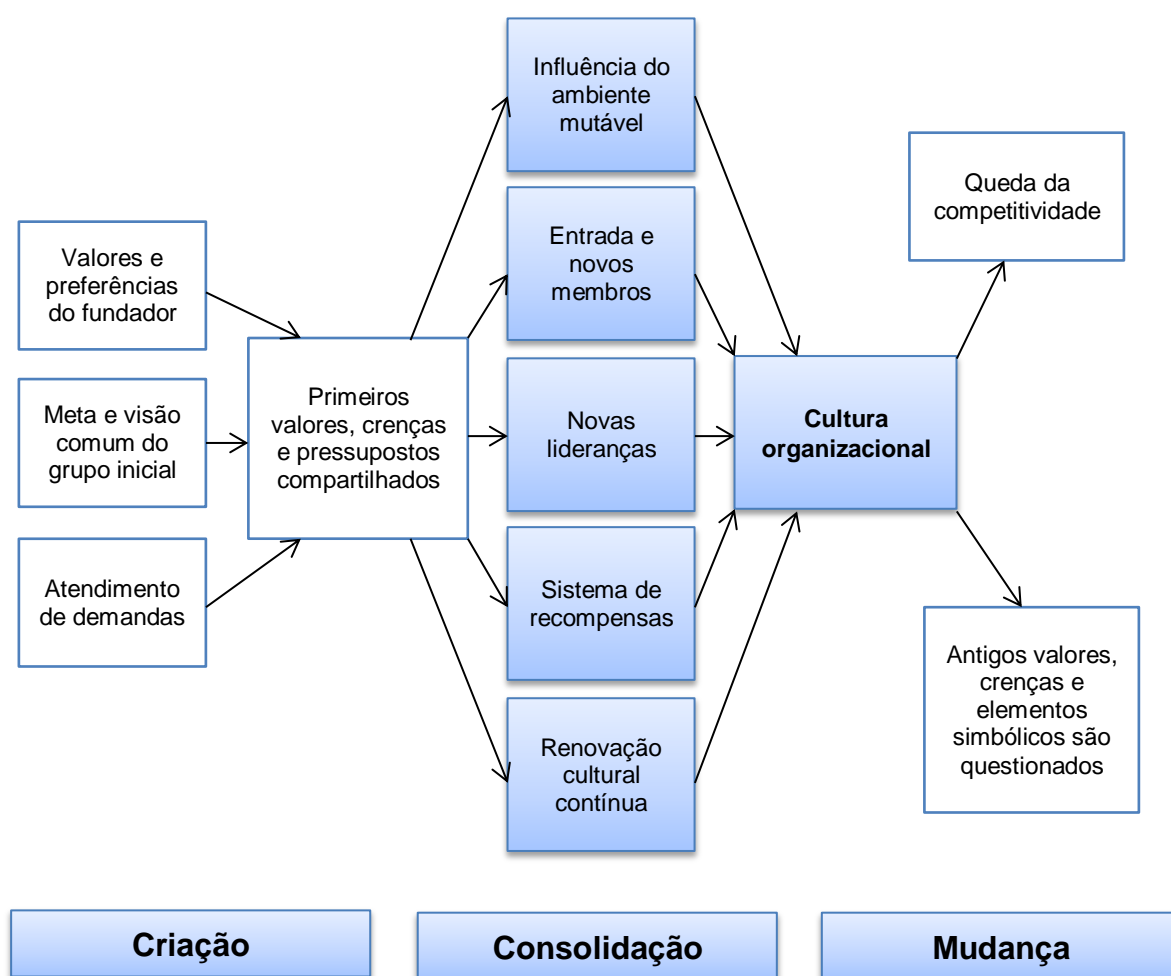 Valores e
preferências
do fundador
Meta e visão
comum do
grupo inicial
Atendimento
de demandas
Primeiros
valores, crenças
e pressupostos
compartilhados
Influência do
ambiente
mutável
Entrada e
novos
membros
Novas
lideranças
Sistema de
recompensas
Renovação
cultural
contínua
Cultura
organizacional
Queda da
competitividade
Antigos valores,
crenças e
elementos
simbólicos são
questionados
Criação
Consolidação
Mudança